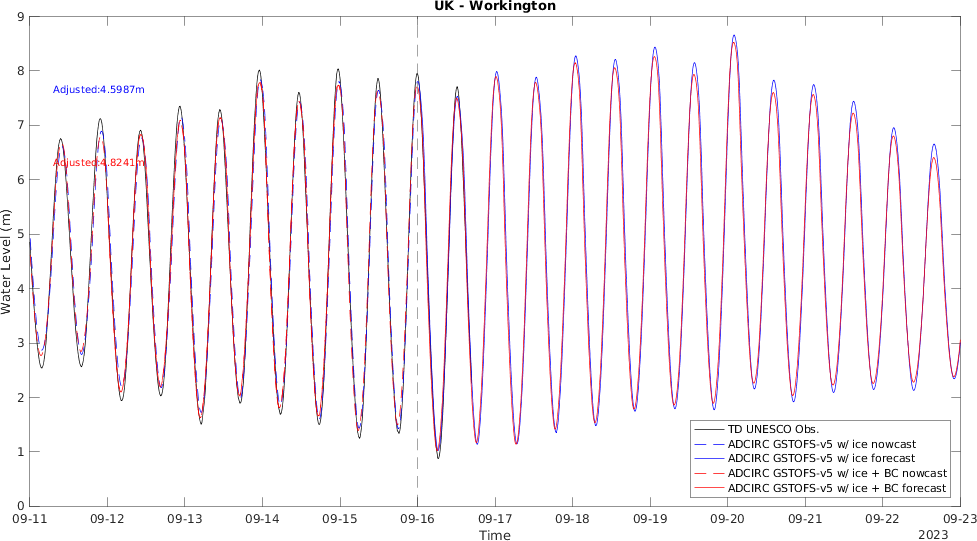 UK - Workington
9
8
7
6
5
4
3
2
1
0
Water Level (m)
Adjusted:4.5987m
Adjusted:4.8241m
TD UNESCO Obs.
ADCIRC GSTOFS-v5 w/ ice nowcast
ADCIRC GSTOFS-v5 w/ ice forecast
ADCIRC GSTOFS-v5 w/ ice + BC nowcast
ADCIRC GSTOFS-v5 w/ ice + BC forecast
09-11 09-12 09-13 09-14 09-15 09-16 09-17 09-18 09-19 09-20 09-21 09-22 09-23
Time
2023